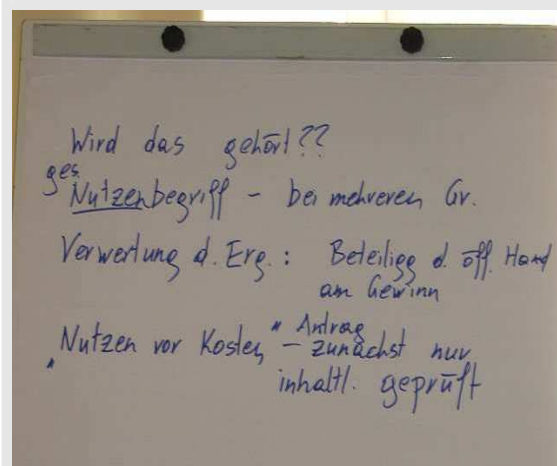 Wird das gehört??
ges.
Nutzenbegriff – bei mehreren Gr.
Verwertung d. Erg.: Beteiligg d. öff. Hand
am Gewinn
"Nutzen vor Kosten" – Antrag
zunächst nur
inhaltl. geprüft